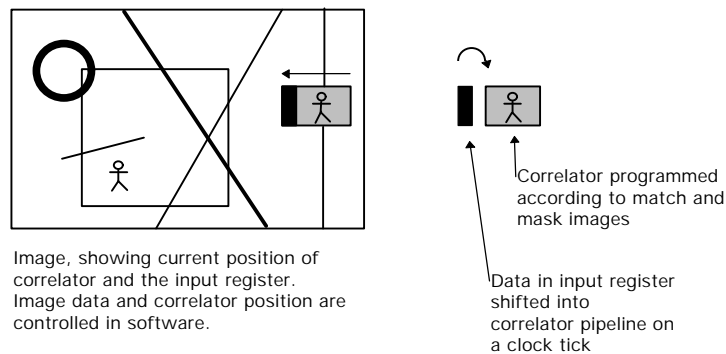 Image, showing current position of
correlator and the input register.
Image data and correlator position are
controlled in software.
Correlator programmed
according to match and
mask images
Data in input register
shifted into
correlator pipeline on
a clock tick